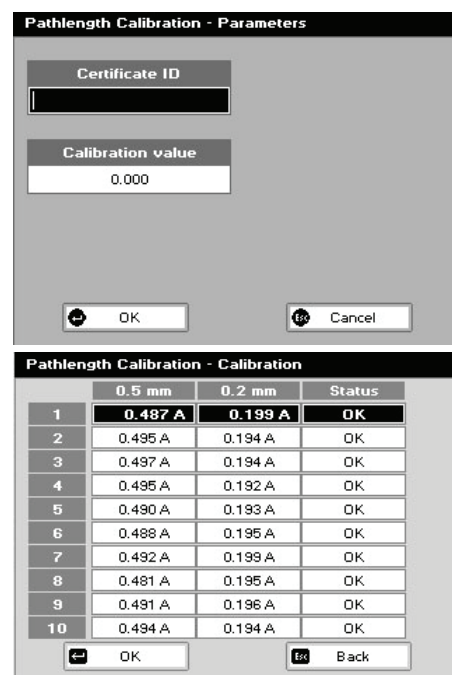 Pathlength Calibration - Parameters
Certificate ID
Calibration value
0.000
OK Esc Cancel
Pathlength Calibration - Calibration
0.5 mm 0.2 mm Status
1 0.487 A 0.199 A OK
2 0.495 A 0.194 A OK
3 0.497 A 0.194 A OK
4 0.495 A 0.192 A OK
5 0.490 A 0.193 A OK
6 0.488 A 0.195 A OK
7 0.492 A 0.199 A OK
8 0.481 A 0.195 A OK
9 0.491 A 0.196 A OK
10 0.494 A 0.194 A OK
OK Esc Back